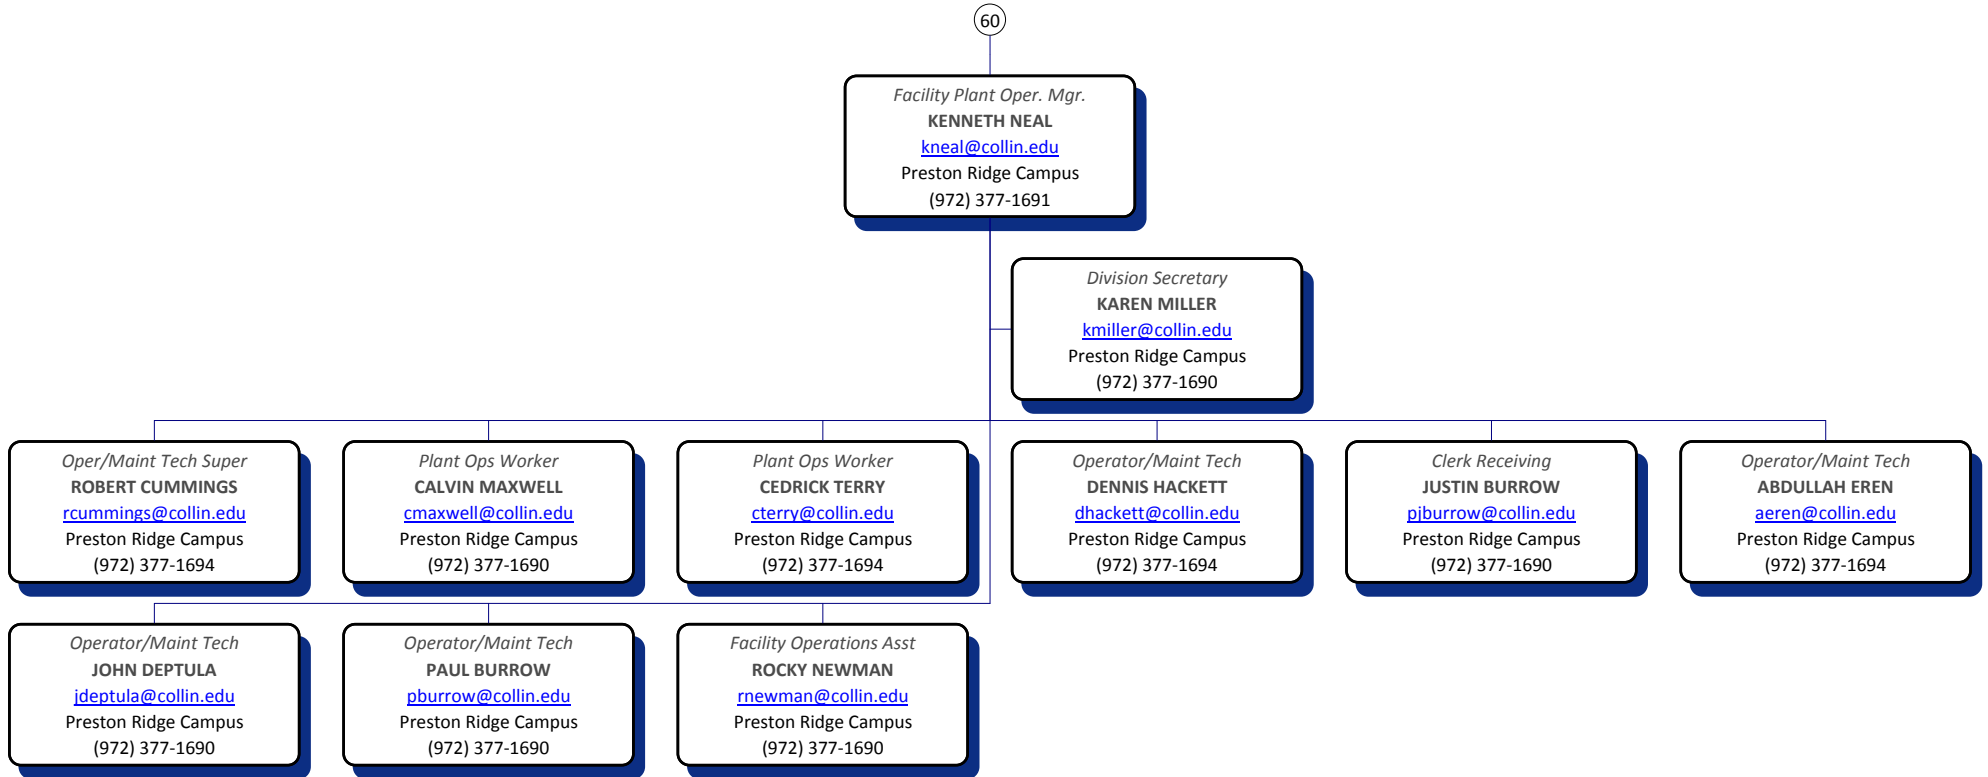 60
Facility Plant Oper. Mgr.
KENNETH NEAL
kneal@collin.edu
Preston Ridge Campus
(972) 377-1691
Division Secretary
KAREN MILLER
kmiller@collin.edu
Preston Ridge Campus
(972) 377-1690
Oper/Maint Tech Super
ROBERT CUMMINGS
rcummings@collin.edu
Preston Ridge Campus
(972) 377-1694
Plant Ops Worker
CALVIN MAXWELL
cmaxwell@collin.edu
Preston Ridge Campus
(972) 377-1690
Plant Ops Worker
CEDRICK TERRY
cterry@collin.edu
Preston Ridge Campus
(972) 377-1694
Operator/Maint Tech
DENNIS HACKETT
dhackett@collin.edu
Preston Ridge Campus
(972) 377-1694
Clerk Receiving
JUSTIN BURROW
pjburrow@collin.edu
Preston Ridge Campus
(972) 377-1690
Operator/Maint Tech
ABDULLAH EREN
aeren@collin.edu
Preston Ridge Campus
(972) 377-1694
Operator/Maint Tech
JOHN DEPTULA
jdeptula@collin.edu
Preston Ridge Campus
(972) 377-1690
Operator/Maint Tech
PAUL BURROW
pburrow@collin.edu
Preston Ridge Campus
(972) 377-1690
Facility Operations Asst
ROCKY NEWMAN
rnewman@collin.edu
Preston Ridge Campus
(972) 377-1690